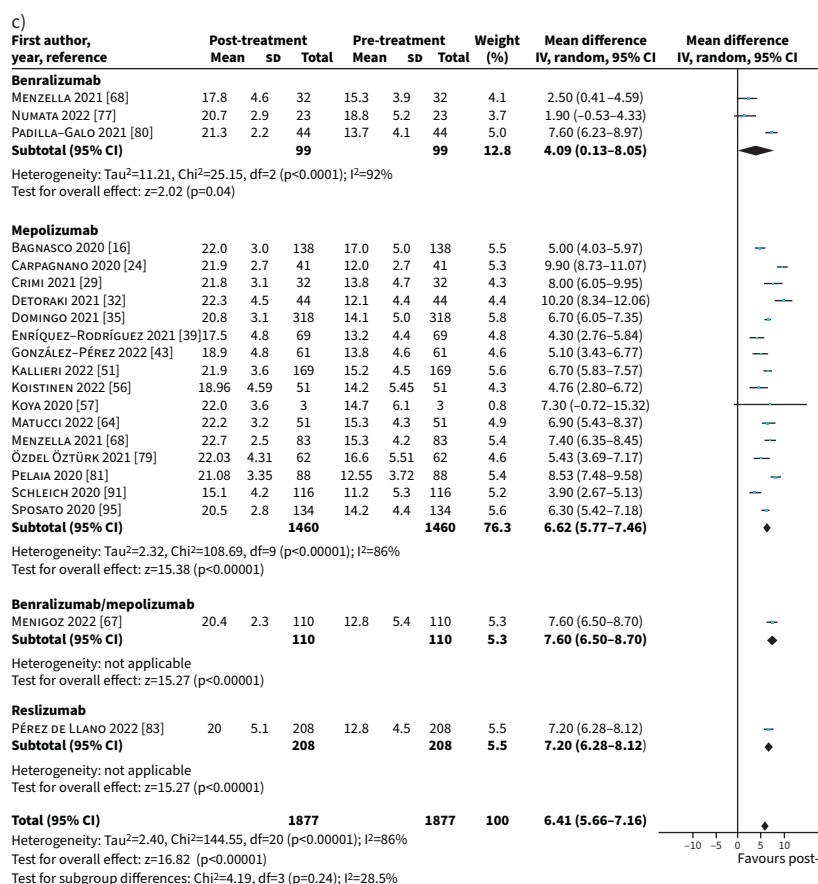 c)
First author, Post-treatment Pre-treatment Weight Mean difference Mean difference
year, reference Mean SD Total Mean SD Total (%) IV, random, 95% CI IV, random, 95% CI
Benralizumab
MENZELLA 2021 [68] 17.8 4.6 32 15.3 3.9 32 4.1 2.50 (0.41–4.59)
NUMATA 2022 [77] 20.7 2.9 23 18.8 5.2 23 3.7 1.90 (−0.53–4.33)
PADILLA–GALO 2021 [80] 21.3 2.2 44 13.7 4.1 44 5.0 7.60 (6.23–8.97)
Subtotal (95% CI) 99 99 12.8 4.09 (0.13–8.05)
Heterogeneity: Tau²=11.21, Chi²=25.15, df=2 (p<0.0001); I²=92%
Test for overall effect: z=2.02 (p=0.04)
Mepolizumab
BAGNASCO 2020 [16] 22.0 3.0 138 17.0 5.0 138 5.5 5.00 (4.03–5.97)
CARPAGNANO 2020 [24] 21.9 2.7 41 12.0 2.7 41 5.3 9.90 (8.73–11.07)
CRIMI 2021 [29] 21.8 3.1 32 13.8 4.7 32 4.3 8.00 (6.05–9.95)
DETORAKI 2021 [32] 22.3 4.5 44 12.1 4.4 44 4.4 10.20 (8.34–12.06)
DOMINGO 2021 [35] 20.8 3.1 318 14.1 5.0 318 5.8 6.70 (6.05–7.35)
ENRÍQUEZ–RODRÍGUEZ 2021 [39] 17.5 4.8 69 13.2 4.4 69 4.8 4.30 (2.76–5.84)
GONZÁLEZ–PÉREZ 2022 [43] 18.9 4.8 61 13.8 4.6 61 4.6 5.10 (3.43–6.77)
KALLIERI 2022 [51] 21.9 3.6 169 15.2 4.5 169 5.6 6.70 (5.83–7.57)
KOISTINEN 2022 [56] 18.96 4.59 51 14.2 5.45 51 4.3 4.76 (2.80–6.72)
KOYA 2020 [57] 22.0 3.6 3 14.7 6.1 3 0.8 7.30 (−0.72–15.32)
MATUCCI 2022 [64] 22.2 3.2 51 15.3 4.3 51 4.9 6.90 (5.43–8.37)
MENZELLA 2021 [68] 22.7 2.5 83 15.3 4.2 83 5.4 7.40 (6.35–8.45)
ÖZDEL ÖZTÜRK 2021 [79] 22.03 4.31 62 16.6 5.51 62 4.6 5.43 (3.69–7.17)
PELAIA 2020 [81] 21.08 3.35 88 12.55 3.72 88 5.4 8.53 (7.48–9.58)
SCHLEICH 2020 [91] 15.1 4.2 116 11.2 5.3 116 5.2 3.90 (2.67–5.13)
SPOSATO 2020 [95] 20.5 2.8 134 14.2 4.4 134 5.6 6.30 (5.42–7.18)
Subtotal (95% CI) 1460 1460 76.3 6.62 (5.77–7.46)
Heterogeneity: Tau²=2.32, Chi²=108.69, df=9 (p<0.00001); I²=86%
Test for overall effect: z=15.38 (p<0.00001)
Benralizumab/mepolizumab
MENIGOZ 2022 [67] 20.4 2.3 110 12.8 5.4 110 5.3 7.60 (6.50–8.70)
Subtotal (95% CI) 110 110 5.3 7.60 (6.50–8.70)
Heterogeneity: not applicable
Test for overall effect: z=15.27 (p<0.00001)
Reslizumab
PÉREZ DE LLANO 2022 [83] 20 5.1 208 12.8 4.5 208 5.5 7.20 (6.28–8.12)
Subtotal (95% CI) 208 208 5.5 7.20 (6.28–8.12)
Heterogeneity: not applicable
Test for overall effect: z=15.27 (p<0.00001)
Total (95% CI) 1877 1877 100 6.41 (5.66–7.16)
Heterogeneity: Tau²=2.40, Chi²=144.55, df=20 (p<0.00001); I²=86%
−10 −5 0 5 10
Test for overall effect: z=16.82 (p<0.00001)
Favours post-
Test for subgroup differences: Chi²=4.19, df=3 (p=0.24); I²=28.5%